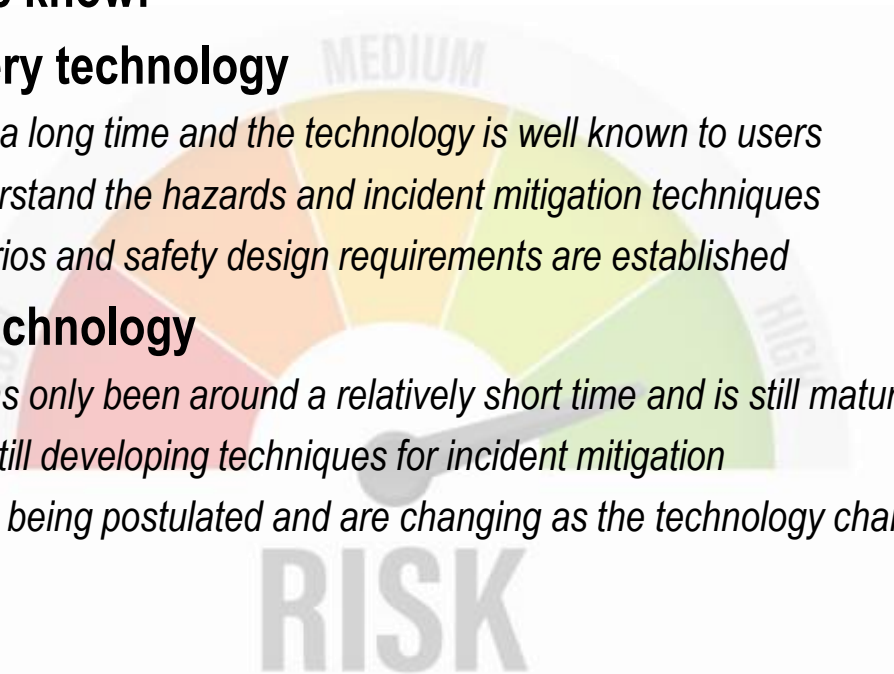 ery technology
MEDIUM
a long time and the technology is well known to users
rstand the hazards and incident mitigation techniques
rios and safety design requirements are established
chnology
HIGH
s only been around a relatively short time and is still matur
till developing techniques for incident mitigation
being postulated and are changing as the technology cha
RISK